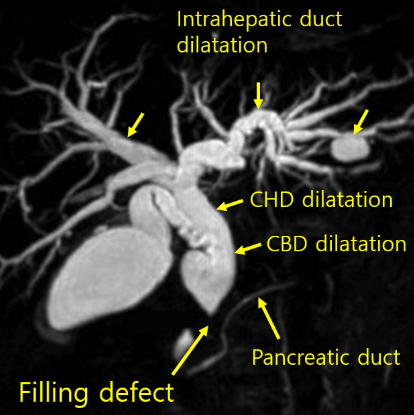 Intrahepatic duct
dilatation
CHD dilatation
CBD dilatation
Pancreatic duct
Filling defect